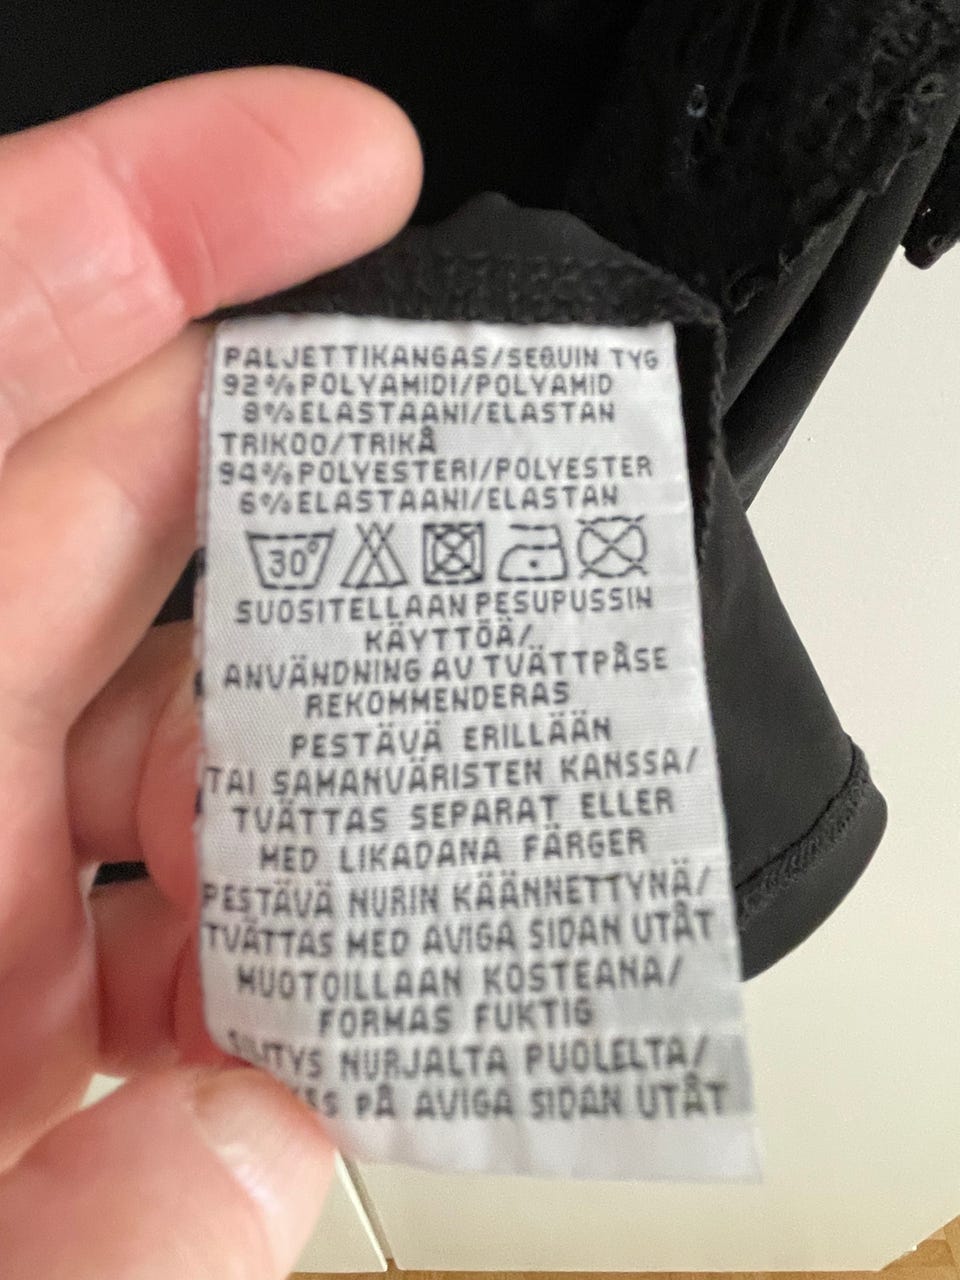 PALJETTIKANGAS/SEQUIN TYG
92%POLYAMIDI/POLYAMID
8%ELASTAANI/ELASTAN
TRIKOO/TRIKÅ
94%POLYESTERI/POLYESTER
6%ELASTAANI/ELASTAN
30°
SUOSITELLAAN PESUPUSSIN
KÄYTTÖÄ/
ANVÄNDNING AV TVÄTTPÅSE
REKOMMENDERAS
PESTÄVÄ ERILLÄÄN
TAI SAMANVÄRISTEN KANSSA/
TVÄTTAS SEPARAT ELLER
MED LIKADANA FÄRGER
PESTÄVÄ NURIN KÄÄNNETTYNÄ/
TVÄTTAS MED AVIGA SIDAN UTÅT
MUOTOILLAAN KOSTEANA/
FORMAS FUKTIG
SILITYS NURJALTA PUOLELTA/
PÅ AVIGA SIDAN UTÅT